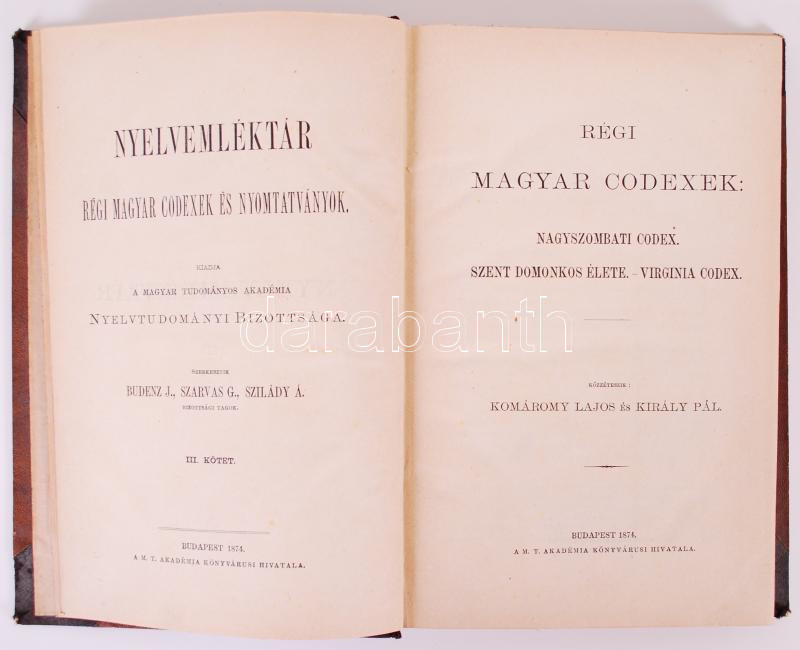 NYELVEMLÉKTÁR
RÉGI MAGYAR CODEXEK ÉS NYOMTATVÁNYOK.
KIADJA
A MAGYAR TUDOMÁNYOS AKADÉMIA
NYELVTUDOMÁNYI BIZOTTSÁGA.
SZERKESZTIK
BUDENZ J., SZARVAS G., SZILÁDY Á.
BIZOTTSÁGI TAGOK.
III. KÖTET.
BUDAPEST 1874.
A M. T. AKADÉMIA KÖNYVÁRUSI HIVATALA.
RÉGI
MAGYAR CODEXEK:
NAGYSZOMBATI CODEX.
SZENT DOMONKOS ÉLETE. – VIRGINIA CODEX.
KÖZZÉTESZIK:
KOMÁROMY LAJOS ÉS KIRÁLY PÁL.
BUDAPEST 1874.
A M. T. AKADÉMIA KÖNYVÁRUSI HIVATALA.
darabanth